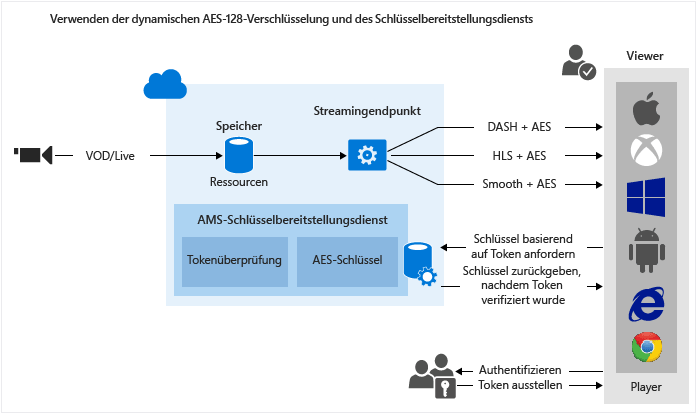 Verwenden der dynamischen AES-128-Verschlüsselung und des Schlüsselbereitstellungsdiensts
Viewer
Streamingendpunkt
Speicher
DASH + AES
VOD/Live
HLS + AES
Ressourcen
Smooth + AES
AMS-Schlüsselbereitstellungsdienst
Tokenüberprüfung
AES-Schlüssel
Schlüssel basierend
auf Token anfordern
Schlüssel zurückgeben,
nachdem Token
verifiziert wurde
Authentifizieren
Token ausstellen
Player